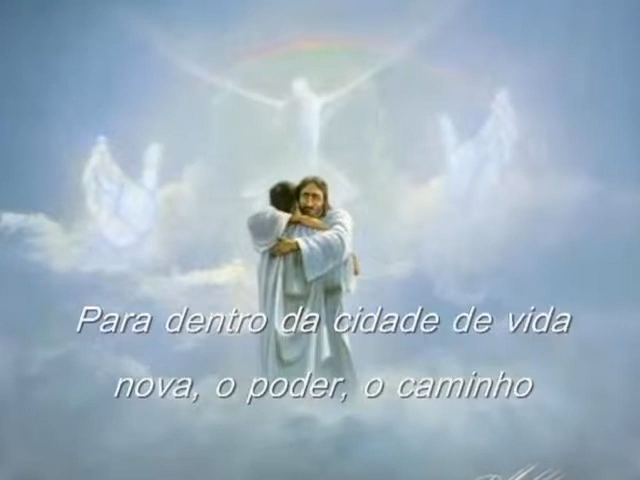 Para dentro da cidade de vida
nova, o poder, o caminho